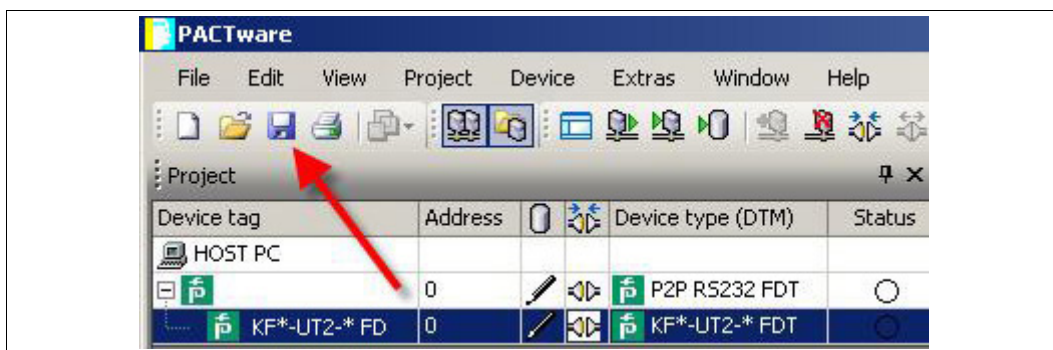 PACTware
File Edit View Project Device Extras Window Help
Project
Device tag Address Device type (DTM) Status
HOST PC
0 P2P RS232 FDT
KF*-UT2-* FD 0 KF*-UT2-* FDT